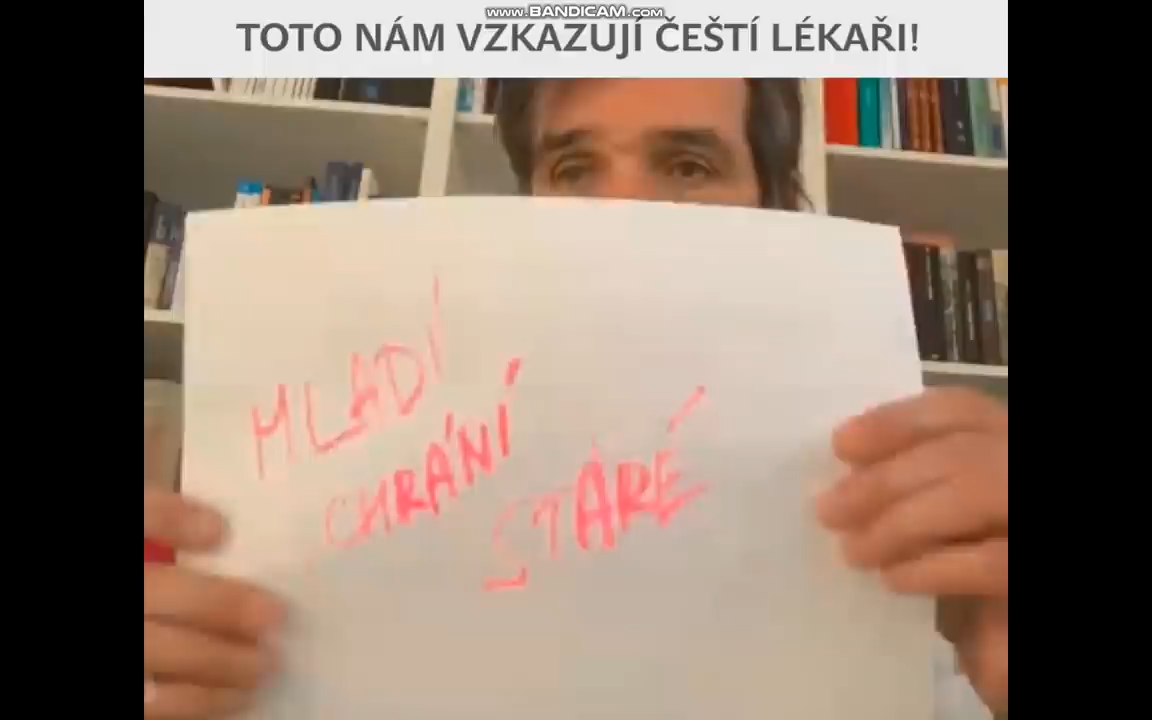 www.BANDICAM.com
TOTO NÁM VZKAZUJÍ ČEŠTÍ LÉKAŘI!
MLADÍ
CHRÁNÍ
STARÉ